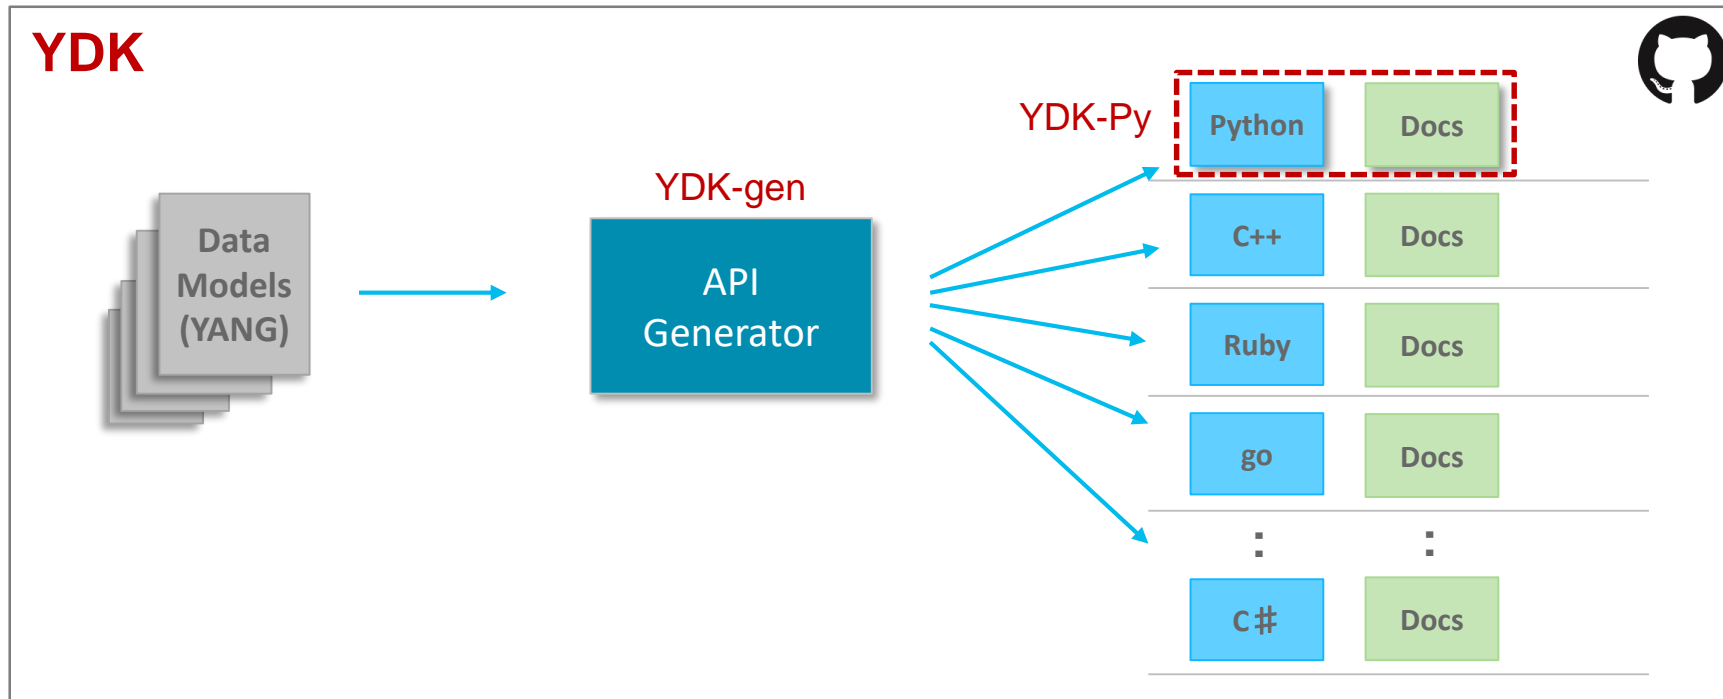 YDK
YDK-Py
Python
Docs
YDK-gen
Data
Models
(YANG)
API
Generator
C++
Docs
Ruby
Docs
go
Docs
:
:
C♯
Docs